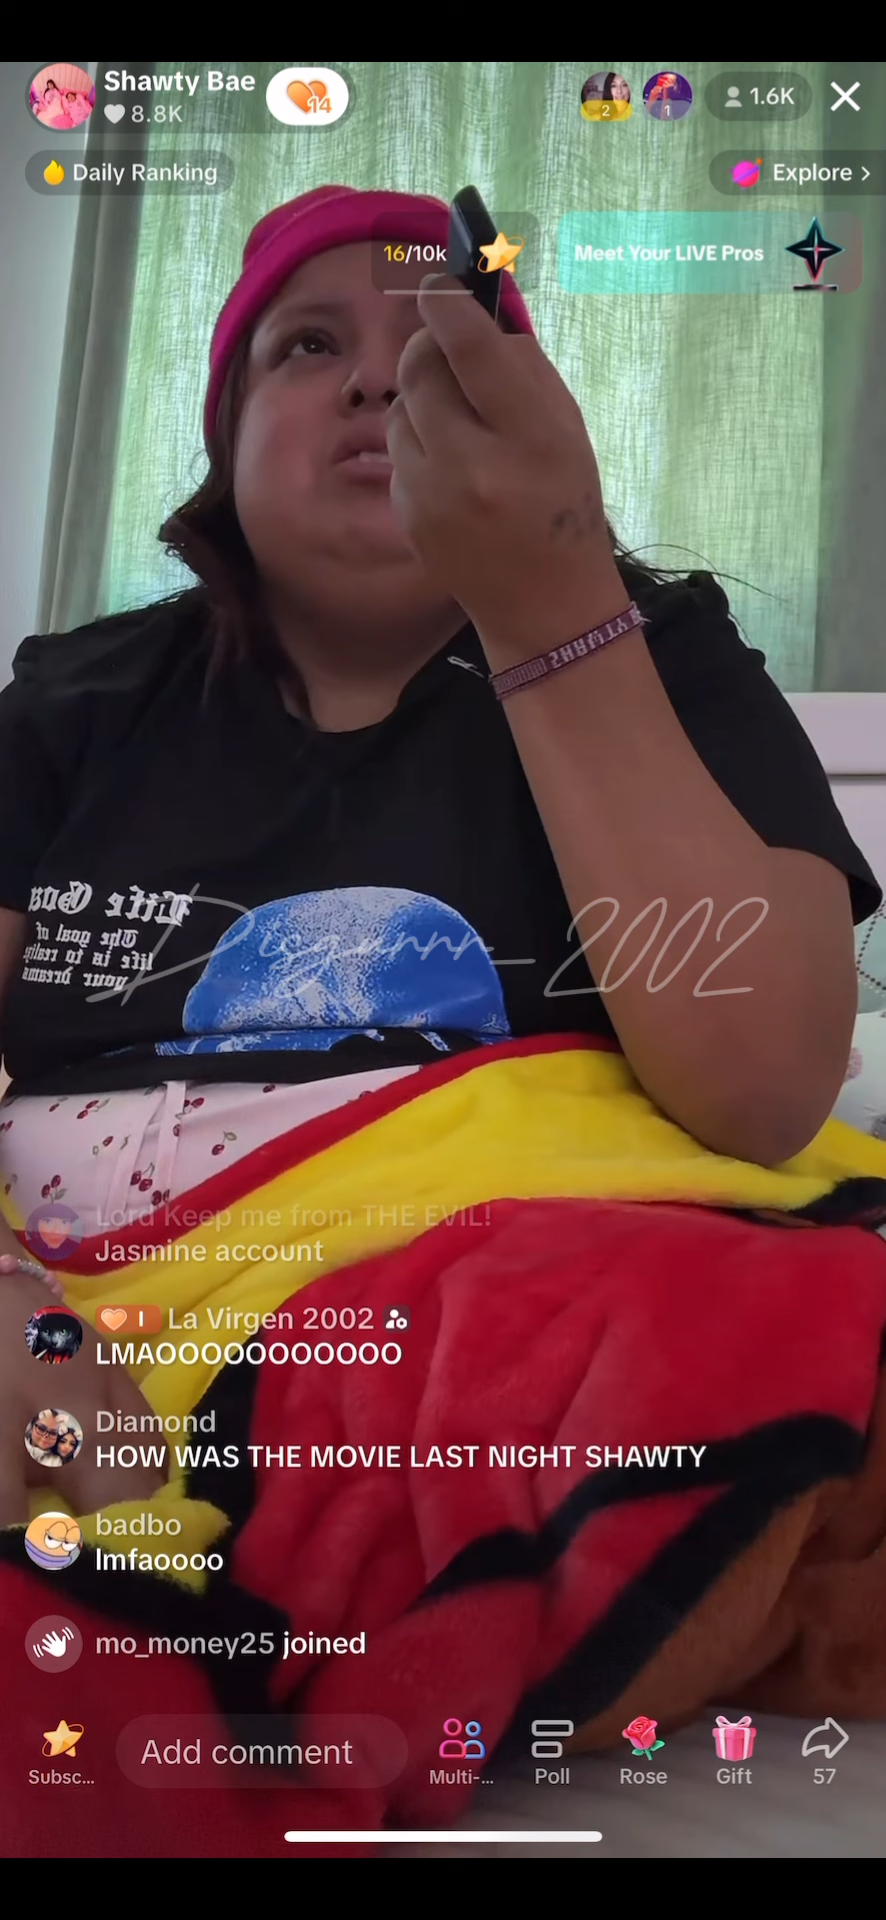 Shawty Bae
14
8.8K
2
1
1.6K
Daily Ranking
Explore >
16/10k
Meet Your LIVE Pros
Life Goas
The goal of
life is to
your dreams
Disgunrr_2002
Lord Keep me from THE EVIL!
Jasmine account
I La Virgen 2002
LMAOOOOOOOOOOO
Diamond
HOW WAS THE MOVIE LAST NIGHT SHAWTY
badbo
lmfaoooo
mo_money25 joined
Subsc...
Add comment
Multi-...
Poll
Rose
Gift
57